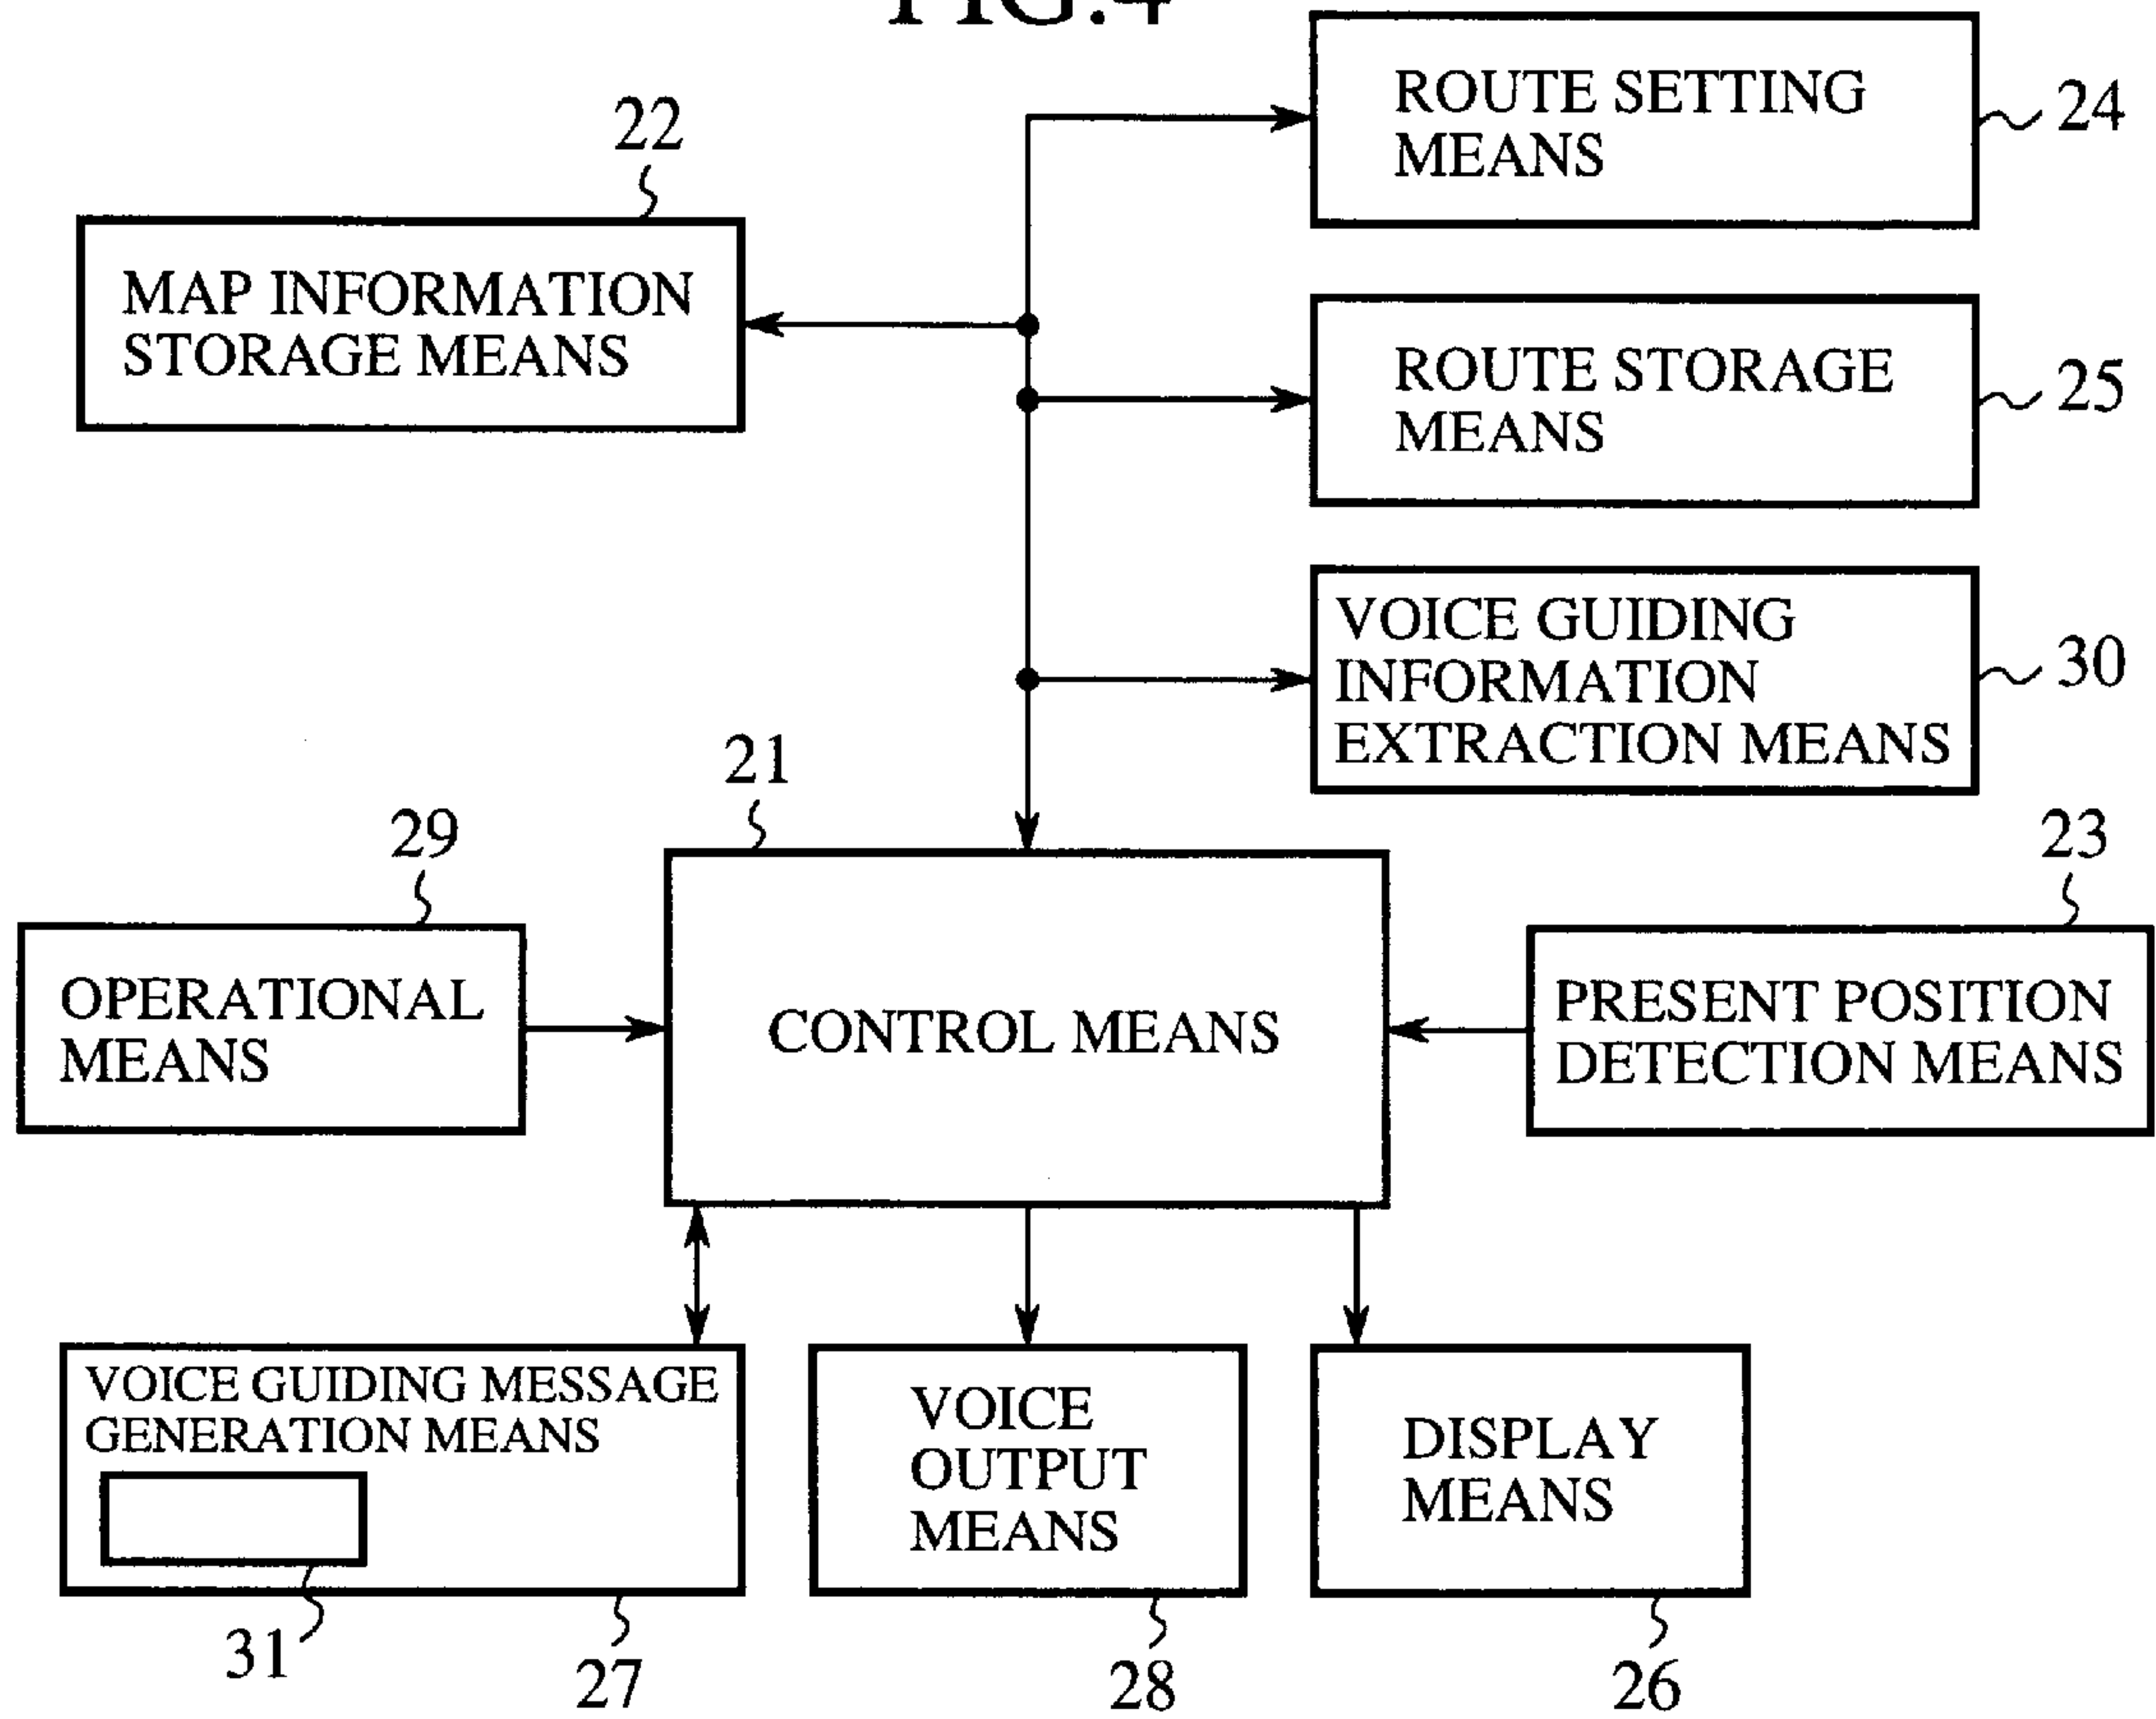 FIG.4
ROUTE SETTING
MEANS
24
22
MAP INFORMATION
STORAGE MEANS
ROUTE STORAGE
MEANS
25
VOICE GUIDING
INFORMATION
EXTRACTION MEANS
30
21
29
23
OPERATIONAL
MEANS
CONTROL MEANS
PRESENT POSITION
DETECTION MEANS
VOICE GUIDING MESSAGE
GENERATION MEANS
VOICE
OUTPUT
MEANS
DISPLAY
MEANS
31
27
28
26